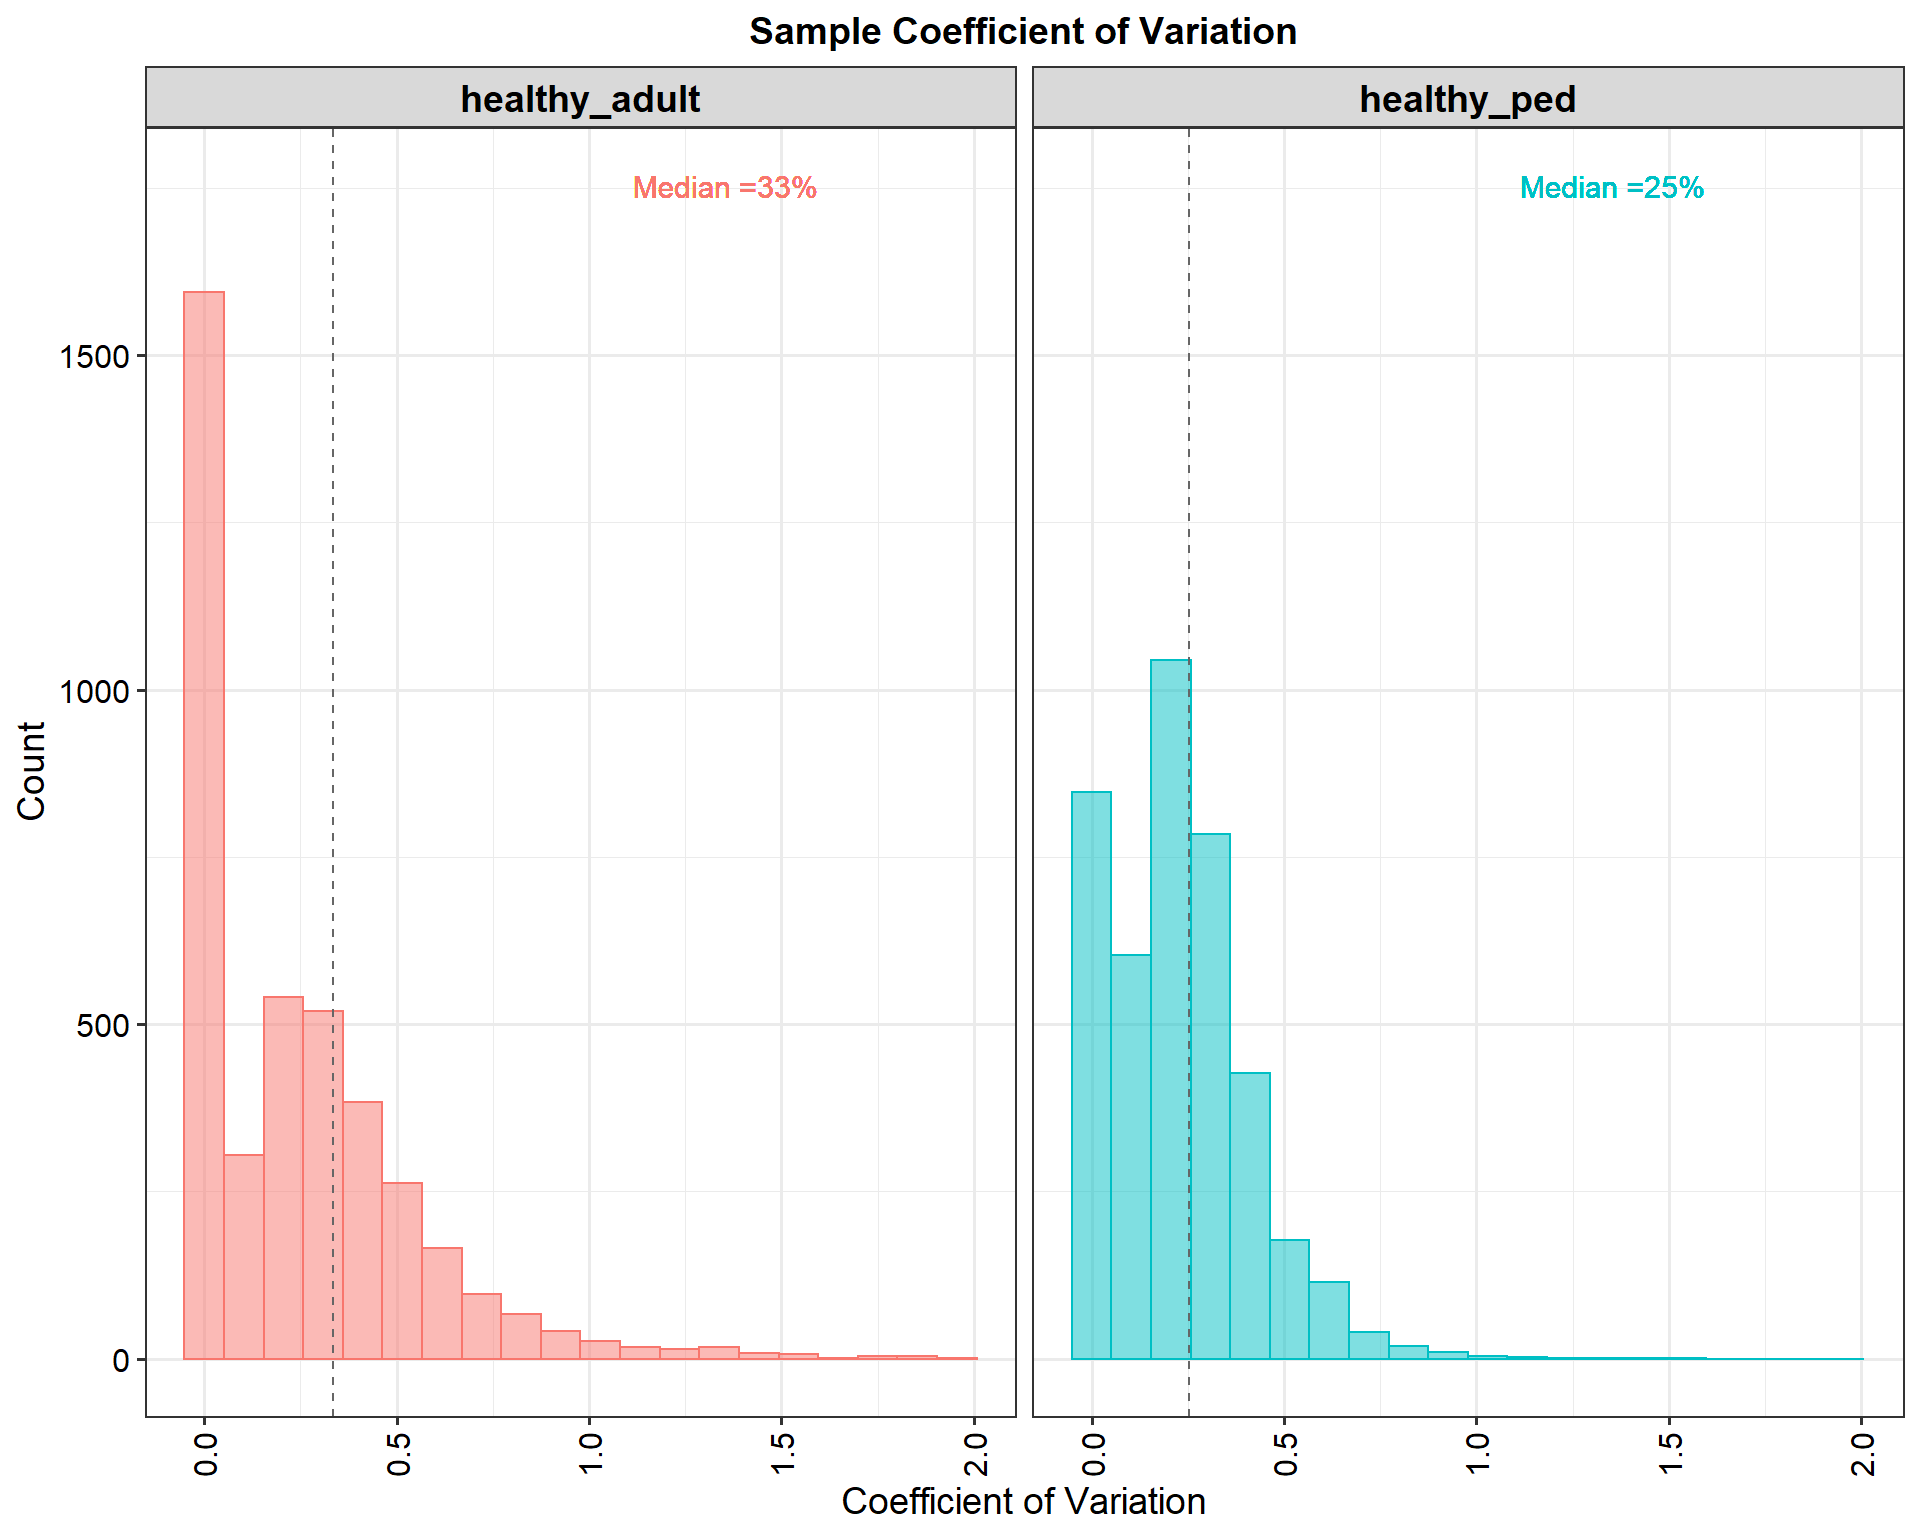 Sample Coefficient of Variation
healthy_adult
healthy_ped
Median =33%
Median =25%
Count
1500
1000
500
0
0.0 0.5 1.0 1.5 2.0
0.0 0.5 1.0 1.5 2.0
Coefficient of Variation